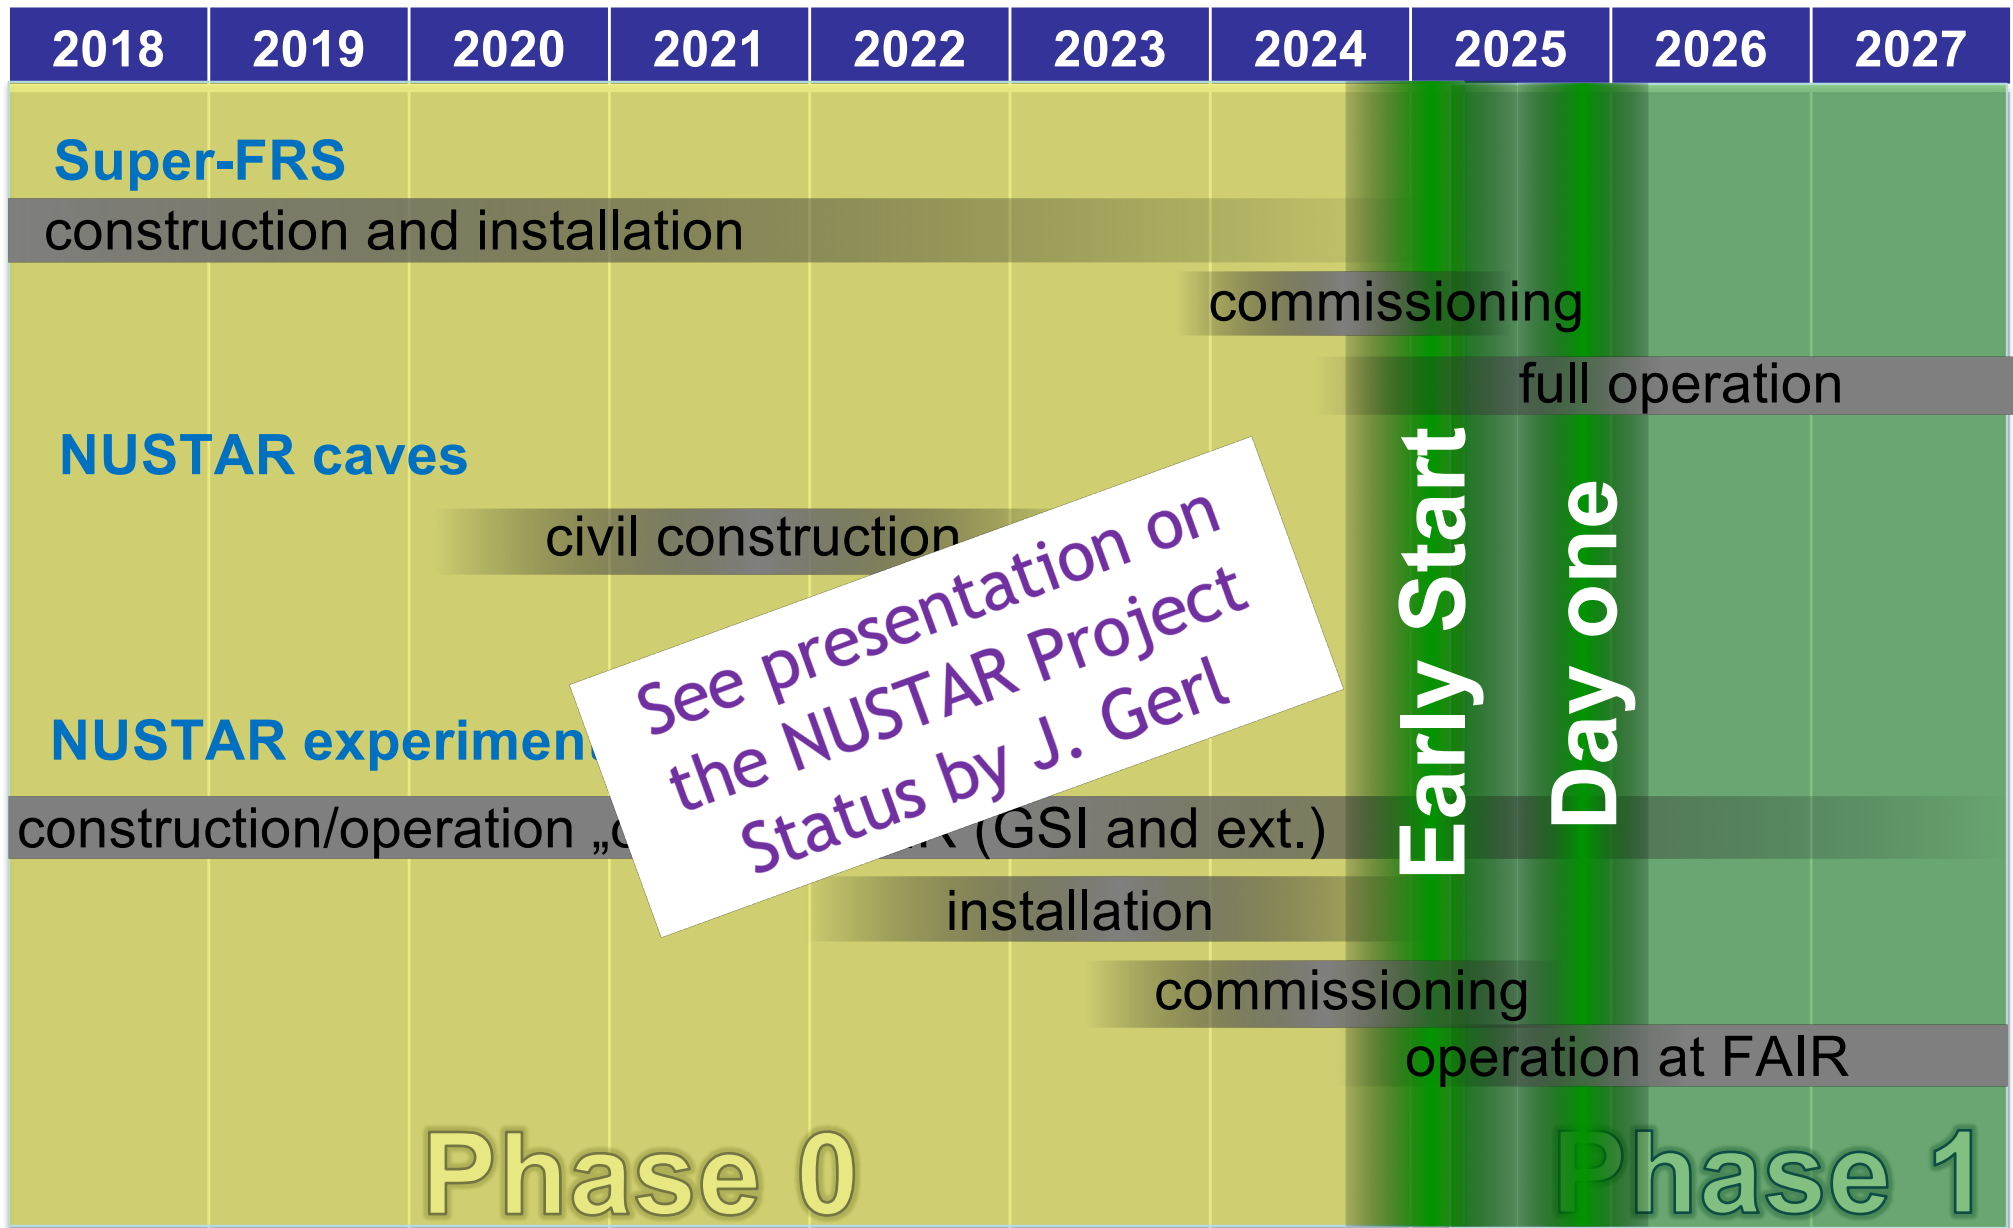 2018 2019 2020 2021 2022 2023 2024 2025 2026 2027
Super-FRS
construction and installation
commissioning
full operation
NUSTAR caves
civil construction
See presentation on
the NUSTAR Project
Status by J. Gerl
Early Start
Day one
NUSTAR
construction/operation (GSI and ext.)
installation
commissioning
operation at FAIR
Phase 0
Phase 1